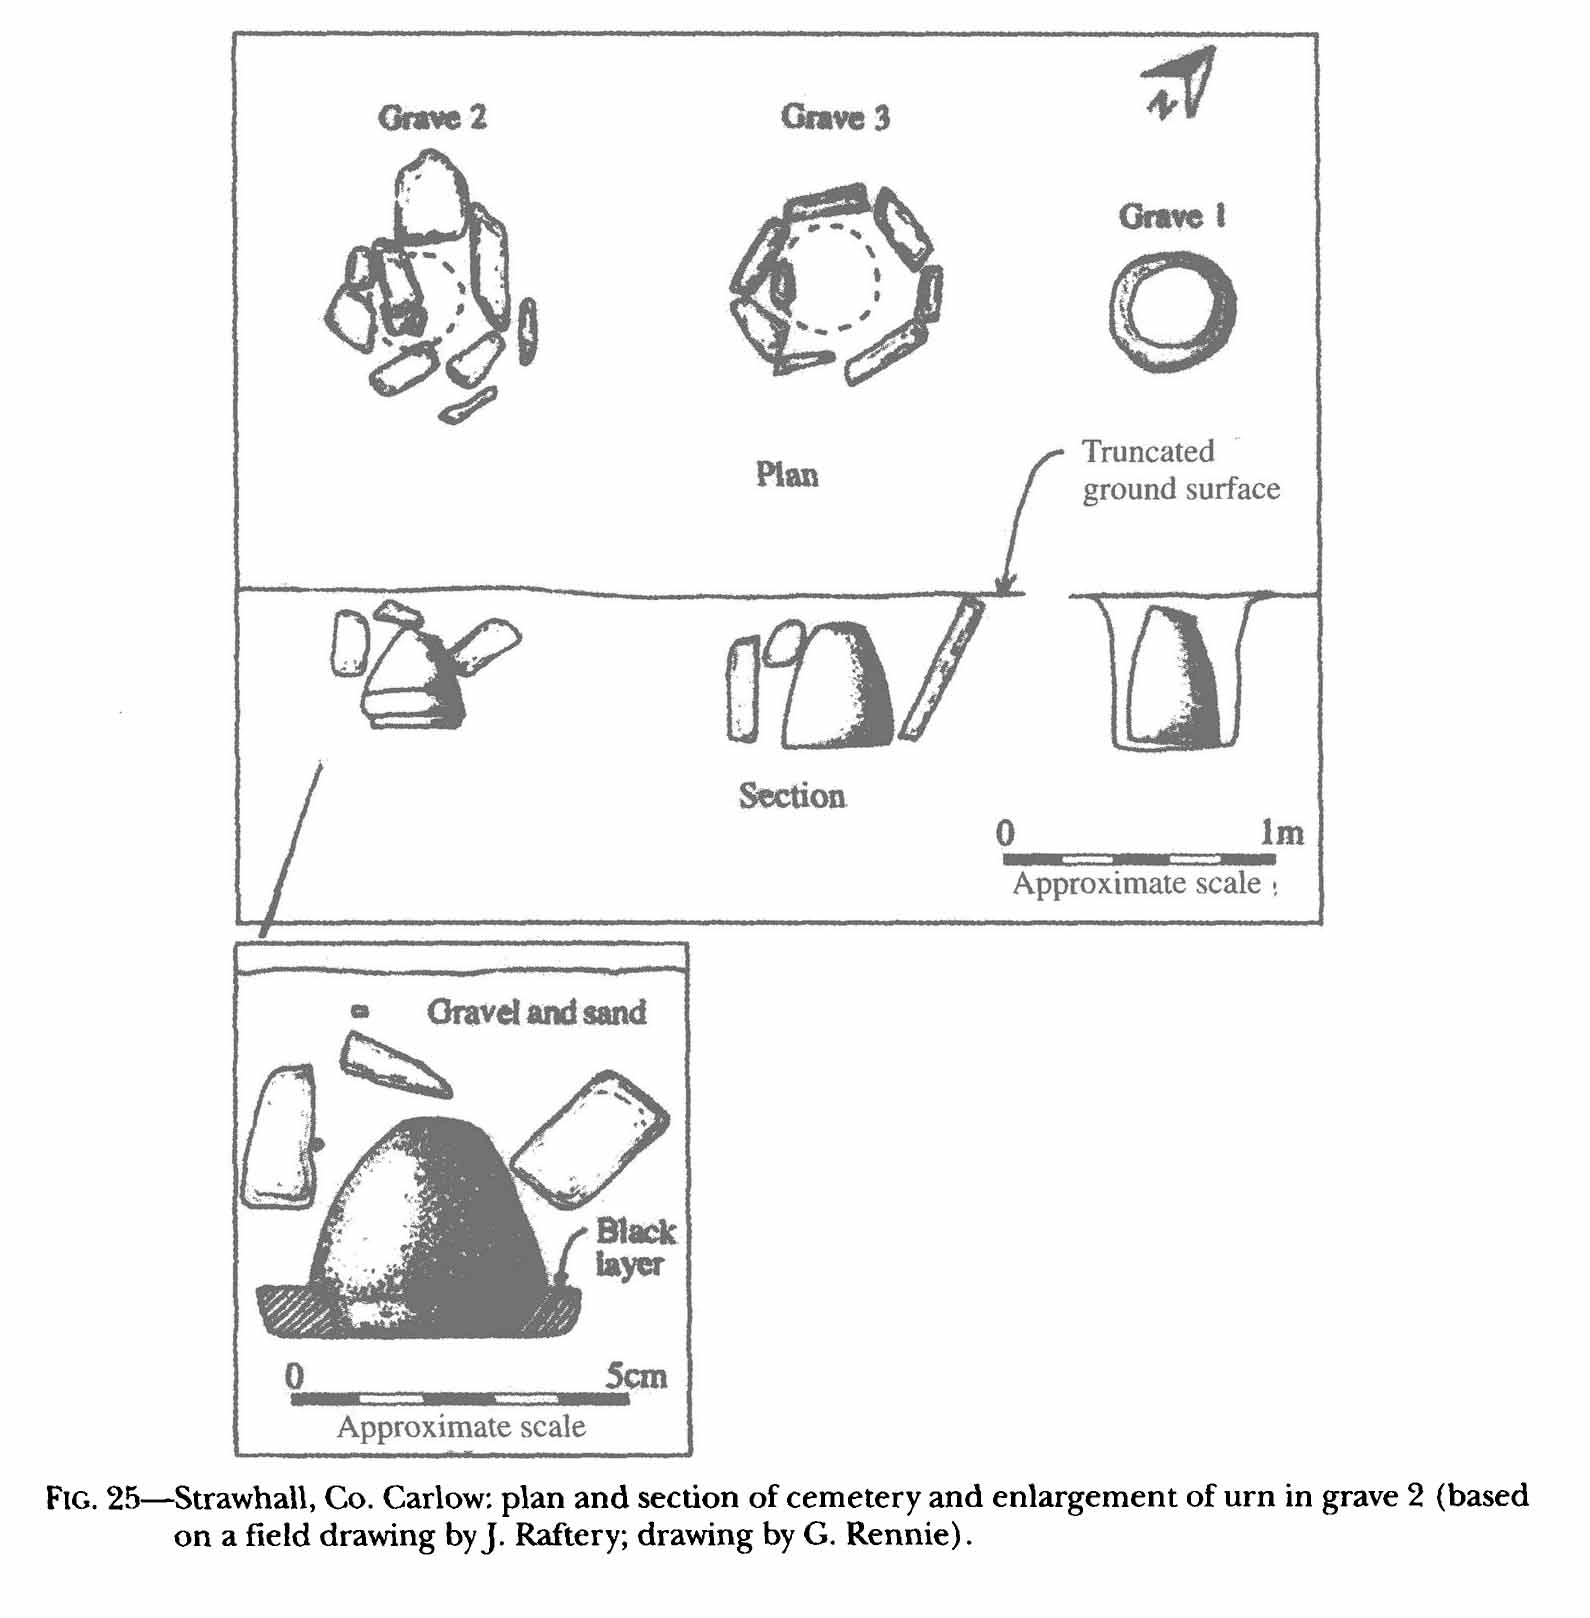 Grave 2
Grave 3
N
Grave 1
Plan
Truncated
ground surface
Section
0 1m
Approximate scale
Gravel and sand
Black
layer
0 5cm
Approximate scale
FIG. 25—Strawhall, Co. Carlow: plan and section of cemetery and enlargement of urn in grave 2 (based
on a field drawing by J. Raftery; drawing by G. Rennie).